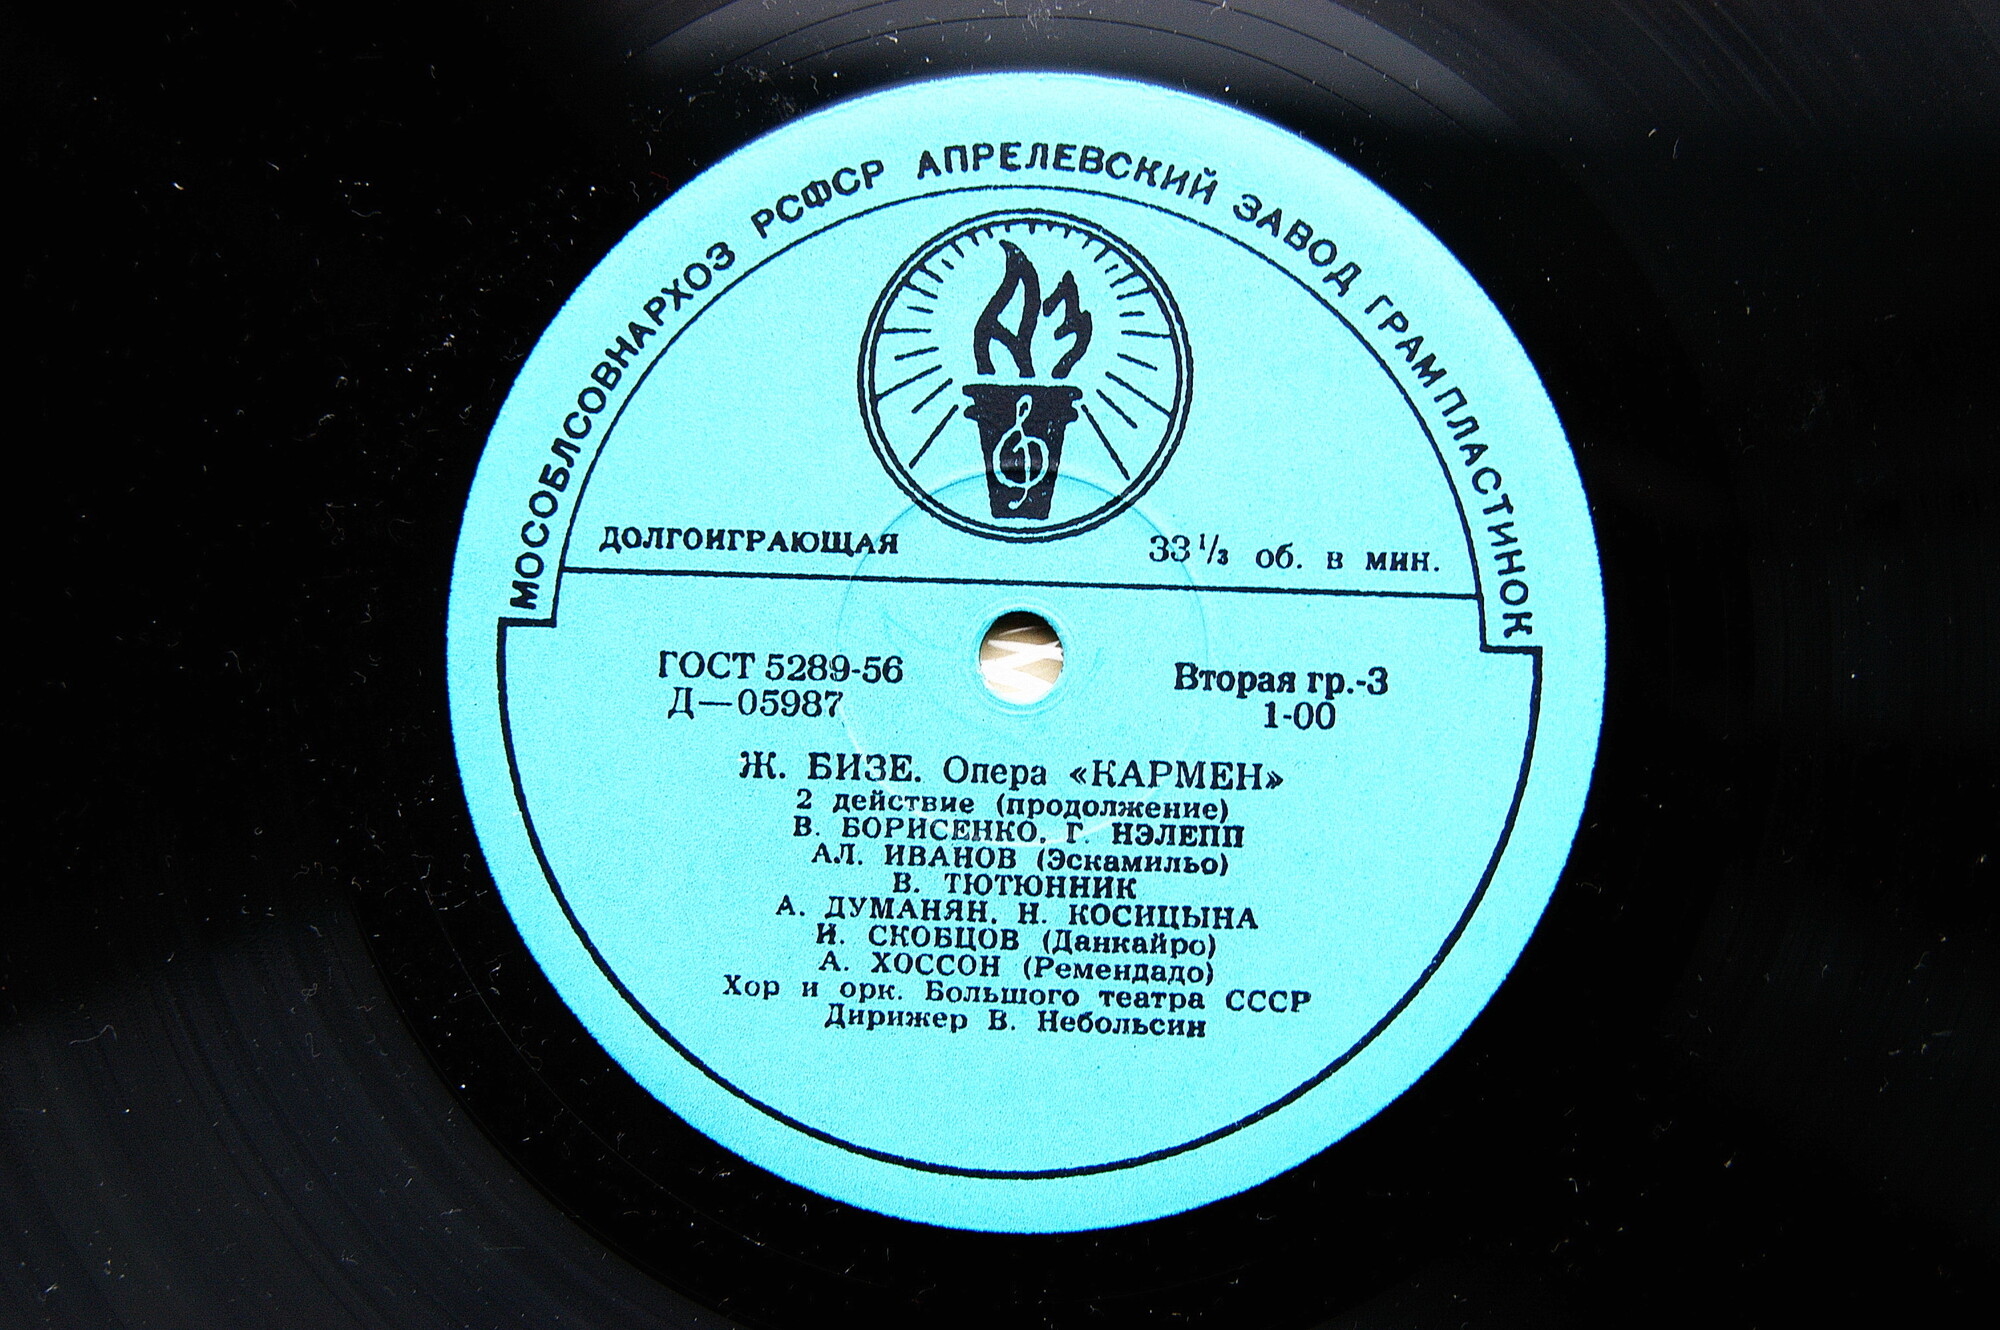 МОСОБЛСОВНАРХОЗ РСФСР АПРЕЛЕВСКИЙ ЗАВОД ГРАМПЛАСТИНОК
АЗ
ДОЛГОИГРАЮЩАЯ 33 1/3 об. в мин.
ГОСТ 5289-56 Вторая гр.-3
Д—05987 1-00
Ж. БИЗЕ. Опера «КАРМЕН»
2 действие (продолжение)
В. БОРИСЕНКО. Г. НЭЛЕПП
АЛ. ИВАНОВ (Эскамильо)
В. ТЮТЮННИК
А. ДУМАНЯН. Н. КОСИЦЫНА
И. СКОБЦОВ (Данкайро)
А. ХОССОН (Ремендадо)
Хор и орк. Большого театра СССР
Дирижер В. Небольсин